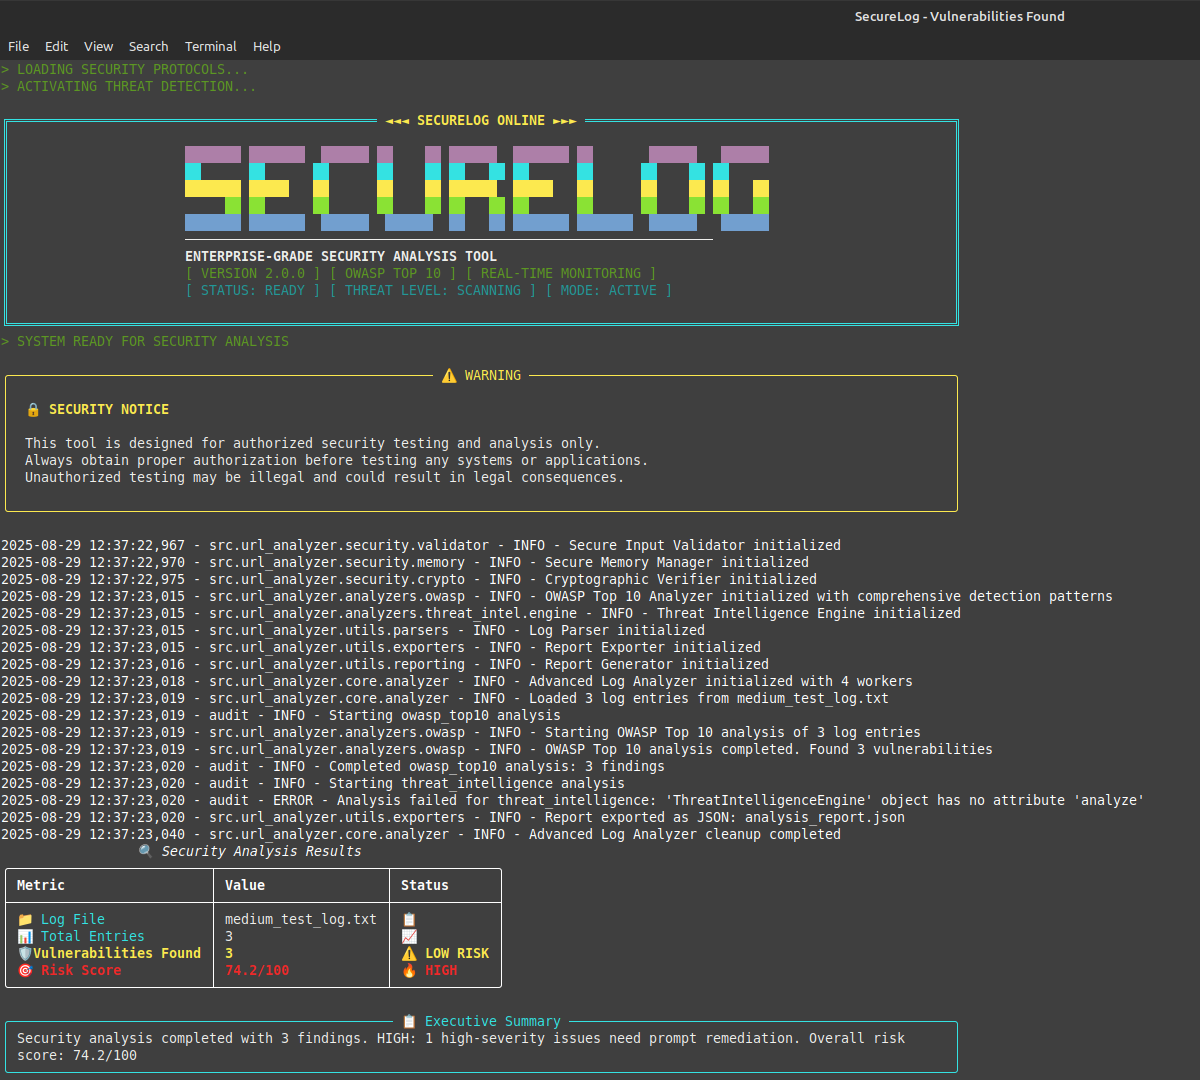 SecureLog - Vulnerabilities Found
File Edit View Search Terminal Help
> LOADING SECURITY PROTOCOLS...
> ACTIVATING THREAT DETECTION...
◄◄◄ SECURELOG ONLINE ►►►
SECURELOG
ENTERPRISE-GRADE SECURITY ANALYSIS TOOL
[ VERSION 2.0.0 ] [ OWASP TOP 10 ] [ REAL-TIME MONITORING ]
[ STATUS: READY ] [ THREAT LEVEL: SCANNING ] [ MODE: ACTIVE ]
> SYSTEM READY FOR SECURITY ANALYSIS
⚠️ WARNING
🔒 SECURITY NOTICE
This tool is designed for authorized security testing and analysis only.
Always obtain proper authorization before testing any systems or applications.
Unauthorized testing may be illegal and could result in legal consequences.
2025-08-29 12:37:22,967 - src.url_analyzer.security.validator - INFO - Secure Input Validator initialized
2025-08-29 12:37:22,970 - src.url_analyzer.security.memory - INFO - Secure Memory Manager initialized
2025-08-29 12:37:22,975 - src.url_analyzer.security.crypto - INFO - Cryptographic Verifier initialized
2025-08-29 12:37:23,015 - src.url_analyzer.analyzers.owasp - INFO - OWASP Top 10 Analyzer initialized with comprehensive detection patterns
2025-08-29 12:37:23,015 - src.url_analyzer.analyzers.threat_intel.engine - INFO - Threat Intelligence Engine initialized
2025-08-29 12:37:23,015 - src.url_analyzer.utils.parsers - INFO - Log Parser initialized
2025-08-29 12:37:23,015 - src.url_analyzer.utils.exporters - INFO - Report Exporter initialized
2025-08-29 12:37:23,016 - src.url_analyzer.utils.reporting - INFO - Report Generator initialized
2025-08-29 12:37:23,018 - src.url_analyzer.core.analyzer - INFO - Advanced Log Analyzer initialized with 4 workers
2025-08-29 12:37:23,019 - src.url_analyzer.core.analyzer - INFO - Loaded 3 log entries from medium_test_log.txt
2025-08-29 12:37:23,019 - audit - INFO - Starting owasp_top10 analysis
2025-08-29 12:37:23,019 - src.url_analyzer.analyzers.owasp - INFO - Starting OWASP Top 10 analysis of 3 log entries
2025-08-29 12:37:23,019 - src.url_analyzer.analyzers.owasp - INFO - OWASP Top 10 analysis completed. Found 3 vulnerabilities
2025-08-29 12:37:23,020 - audit - INFO - Completed owasp_top10 analysis: 3 findings
2025-08-29 12:37:23,020 - audit - INFO - Starting threat_intelligence analysis
2025-08-29 12:37:23,020 - audit - ERROR - Analysis failed for threat_intelligence: 'ThreatIntelligenceEngine' object has no attribute 'analyze'
2025-08-29 12:37:23,020 - src.url_analyzer.utils.exporters - INFO - Report exported as JSON: analysis_report.json
2025-08-29 12:37:23,040 - src.url_analyzer.core.analyzer - INFO - Advanced Log Analyzer cleanup completed
🔍 Security Analysis Results
Metric Value Status
📁 Log File medium_test_log.txt 📋
📊 Total Entries 3 📈
🛡️Vulnerabilities Found 3 ⚠️ LOW RISK
🎯 Risk Score 74.2/100 🔥 HIGH
📋 Executive Summary
Security analysis completed with 3 findings. HIGH: 1 high-severity issues need prompt remediation. Overall risk
score: 74.2/100